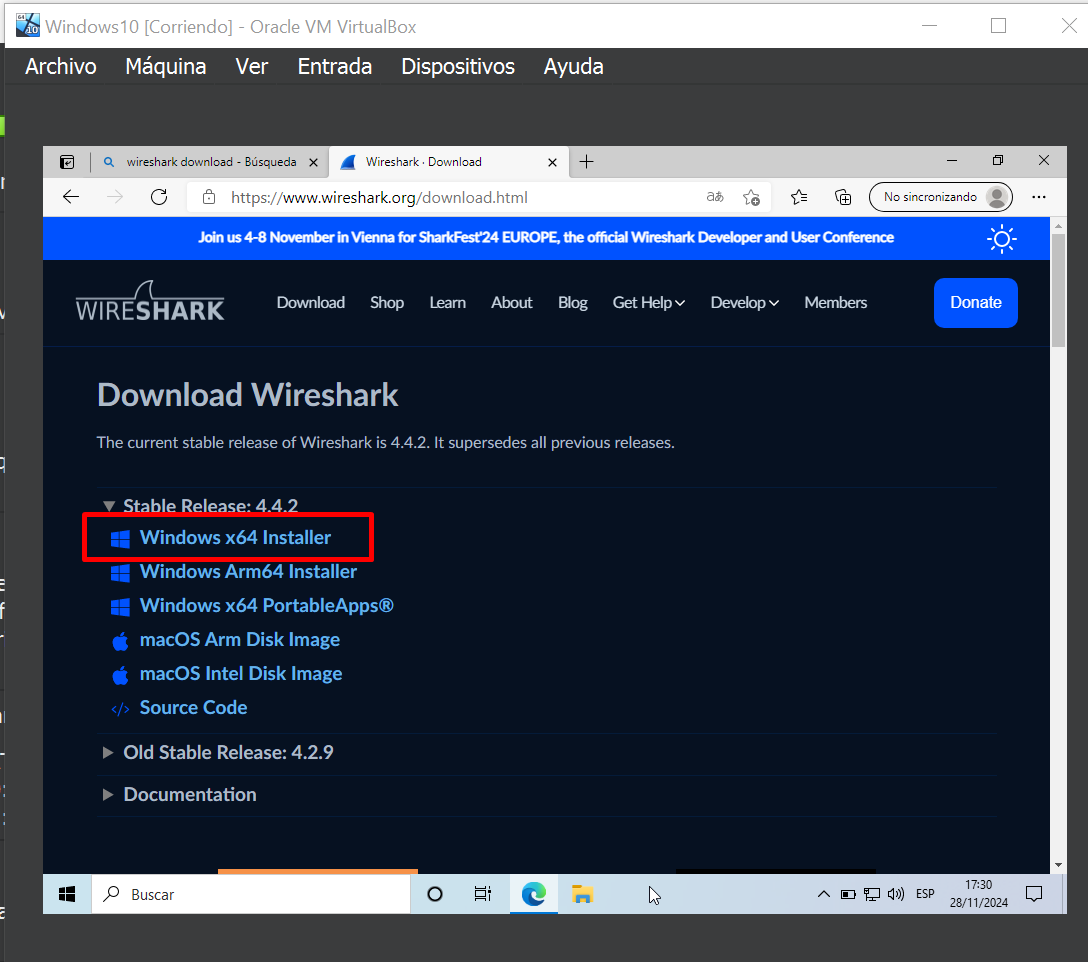 Windows10 [Corriendo] - Oracle VM VirtualBox
Archivo Máquina Ver Entrada Dispositivos Ayuda
wireshark download - Búsqueda Wireshark · Download
https://www.wireshark.org/download.html No sincronizando
Join us 4-8 November in Vienna for SharkFest'24 EUROPE, the official Wireshark Developer and User Conference
WIRESHARK Download Shop Learn About Blog Get Help Develop Members Donate
Download Wireshark
The current stable release of Wireshark is 4.4.2. It supersedes all previous releases.
Stable Release: 4.4.2
Windows x64 Installer
Windows Arm64 Installer
Windows x64 PortableApps®
macOS Arm Disk Image
macOS Intel Disk Image
</> Source Code
Old Stable Release: 4.2.9
Documentation
Buscar ESP 17:30
28/11/2024